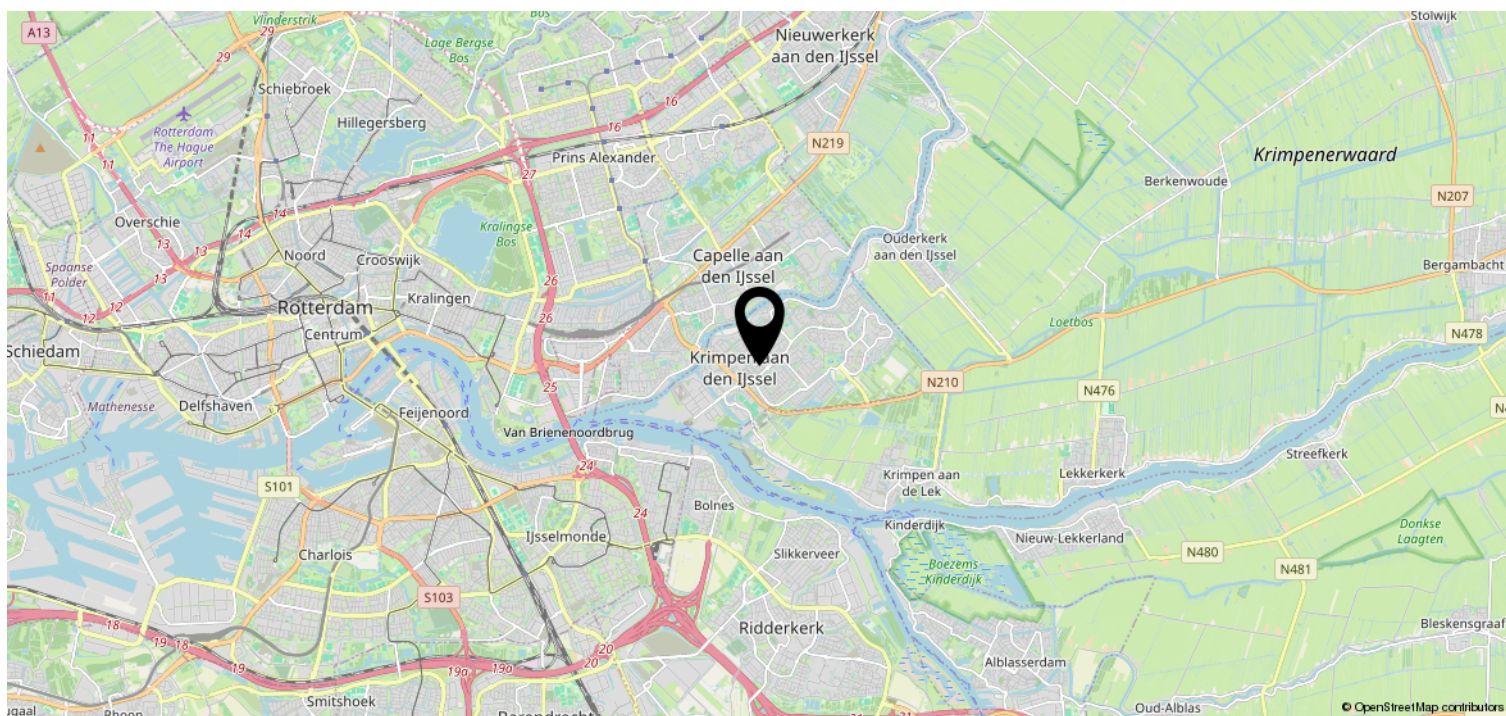 A13
Vlinderstrik
29
Bos
Stolwijk
Lage Bergse
Bos
Nieuwerkerk
aan den IJssel
29
Schiebroek
16
Hillegersberg
16
Rotterdam
The Hague
Airport
11
11
Prins Alexander
N219
Krimpenerwaard
27
Berkenwoude
N207
Overschie
14
14
13
13
Kralingse
Bos
Ouderkerk
aan den IJssel
Noord
Crooswijk
Capelle aan
den IJssel
Spaanse
Polder
13
12
12
11
26
Bergambacht
Kralingen
Rotterdam
26
Loetbos
Centrum
N478
Schiedam
Krimpen aan
den IJssel
25
N210
N476
Mathenesse
Delfshaven
Feijenoord
Van Brienenoordbrug
24
Streefkerk
Krimpen aan
de Lek
Lekkerkerk
S101
Bolnes
24
Kinderdijk
Donkse
Laagten
IJsselmonde
Nieuw-Lekkerland
Charlois
Slikkerveer
N480
Boezems
Kinderdijk
N481
S103
18
Ridderkerk
Bleskensgraaf
19
18
19
19a
19a
20
20
Alblasserdam
Smitshoek
Oud-Alblas
21
21
© OpenStreetMap contributors